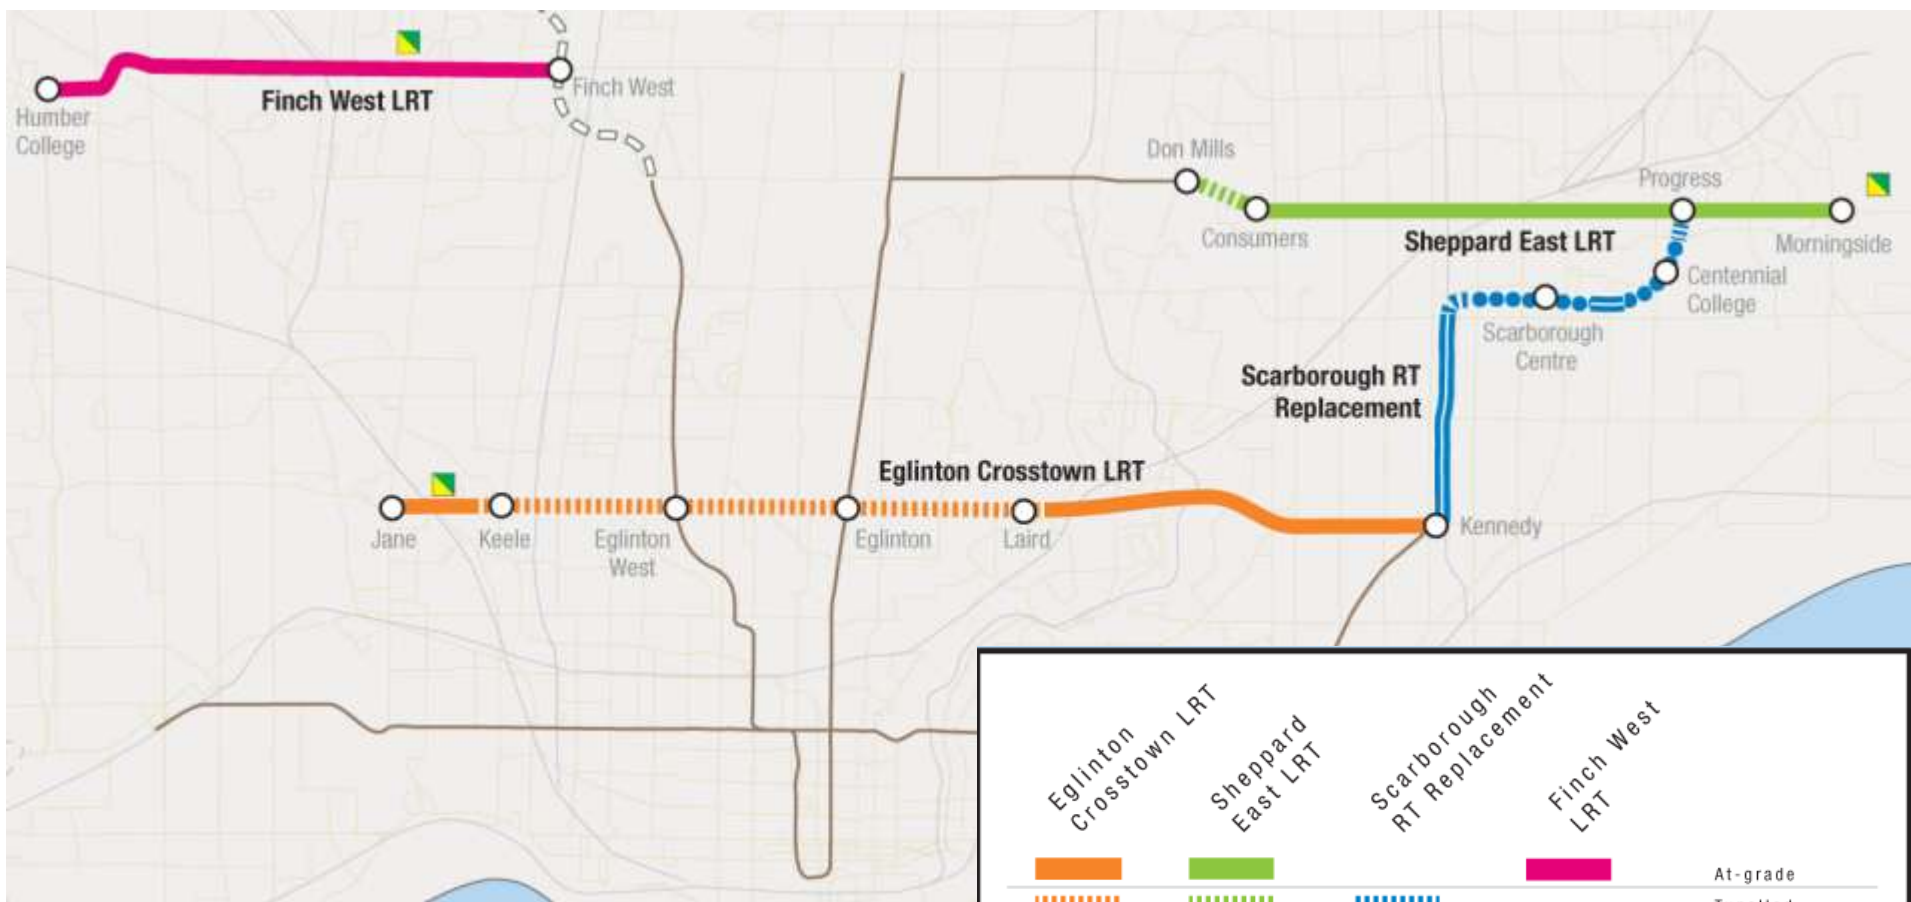 Finch West LRT
Finch West
Humber
College
Don Mills
Progress
Consumers
Sheppard East LRT
Morningside
Centennial
College
Scarborough
Centre
Scarborough RT
Replacement
Eglinton Crosstown LRT
Jane
Keele
Eglinton
West
Eglinton
Laird
Kennedy
Eglinton
Crosstown LRT
Sheppard
East LRT
Scarborough
RT Replacement
Finch West
LRT
At-grade